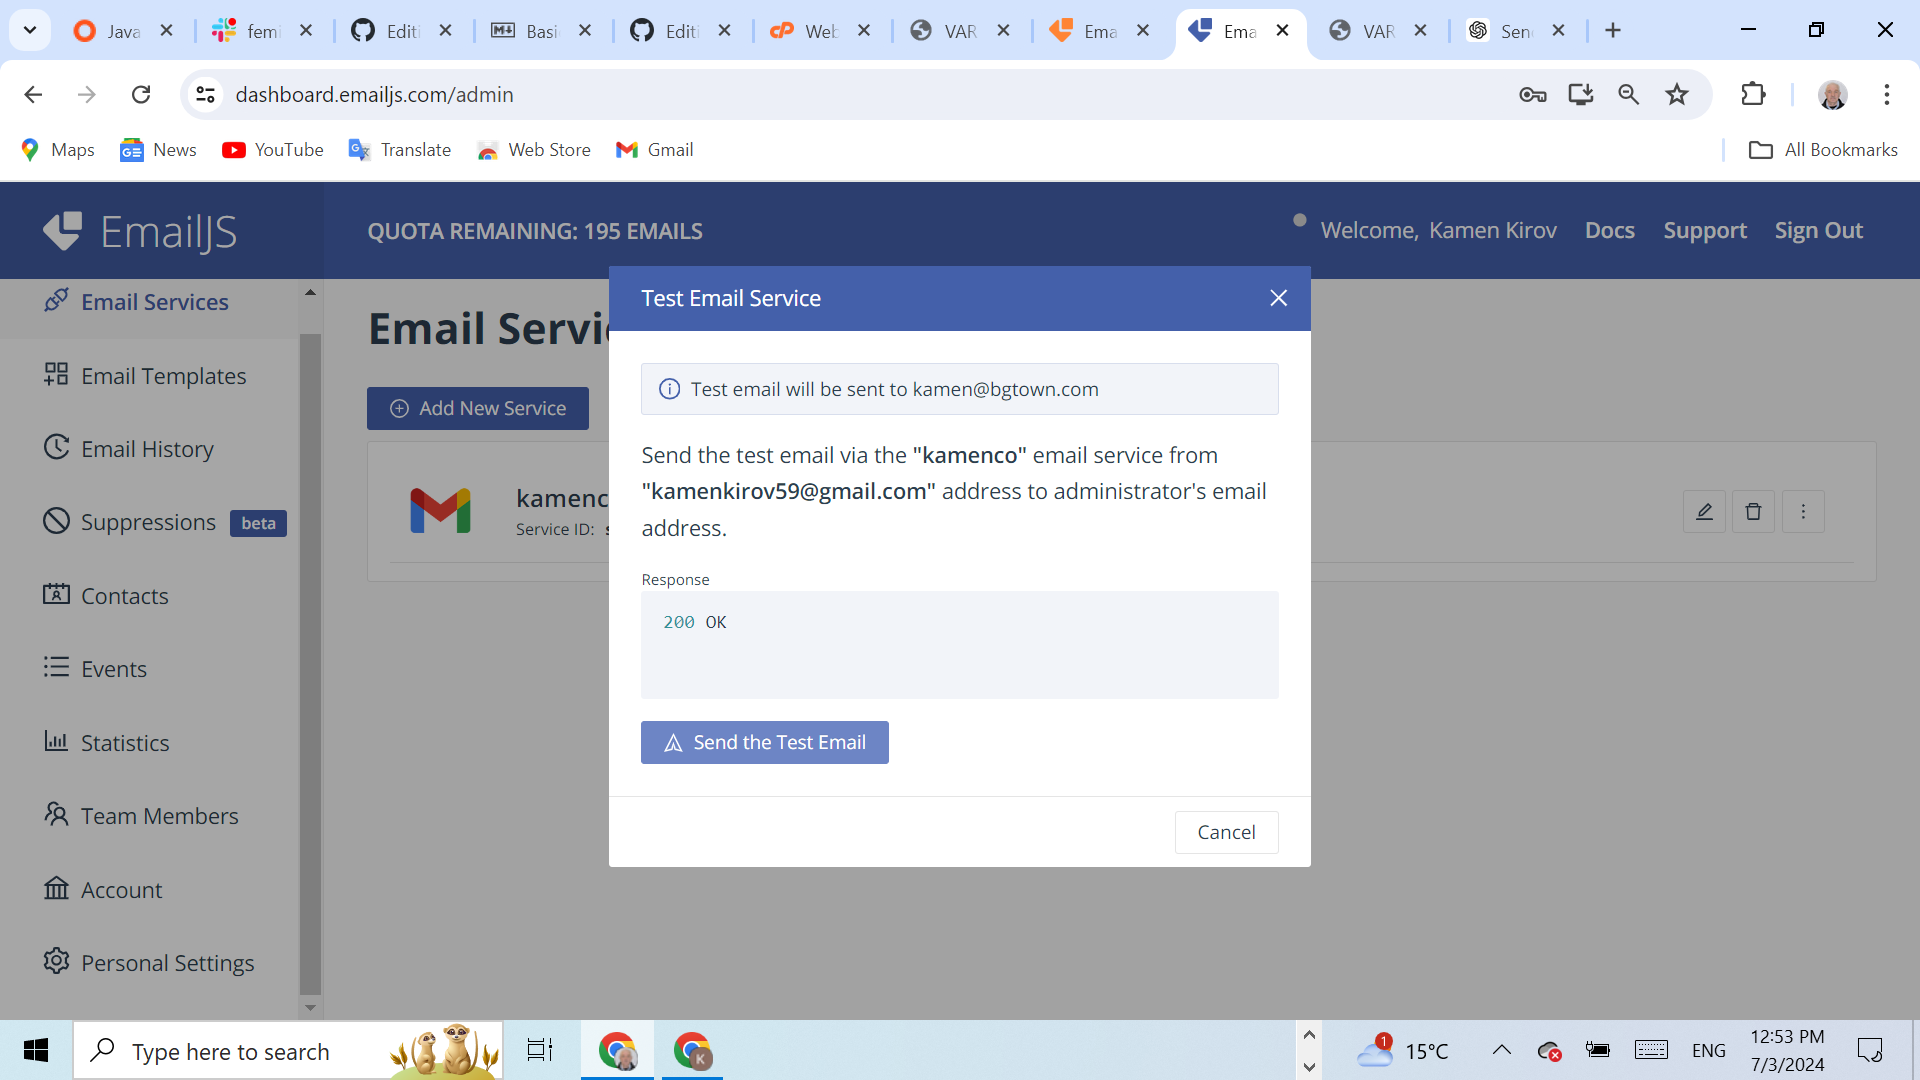 Java
femi
Editi
Basi
Editi
Web
VAR
Ema
Ema
VAR
Sen
dashboard.emailjs.com/admin
Maps
News
YouTube
Translate
Web Store
Gmail
All Bookmarks
EmailJS
QUOTA REMAINING: 195 EMAILS
Welcome, Kamen Kirov
Docs
Support
Sign Out
Email Services
Email Templates
Email History
Suppressions beta
Contacts
Events
Statistics
Team Members
Account
Personal Settings
Email Servi
Add New Service
kamenc
Service ID:
Test Email Service
Test email will be sent to kamen@bgtown.com
Send the test email via the "kamenco" email service from
"kamenkirov59@gmail.com" address to administrator's email
address.
Response
200 OK
Send the Test Email
Cancel
Type here to search
K
1
15°C
ENG
12:53 PM
7/3/2024